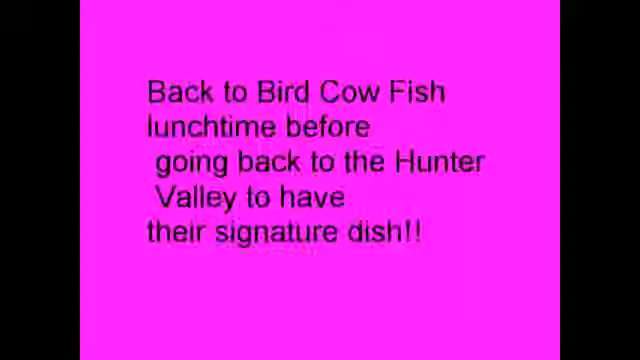 Back to Bird Cow Fish
lunchtime before
going back to the Hunter
Valley to have
their signature dish!!